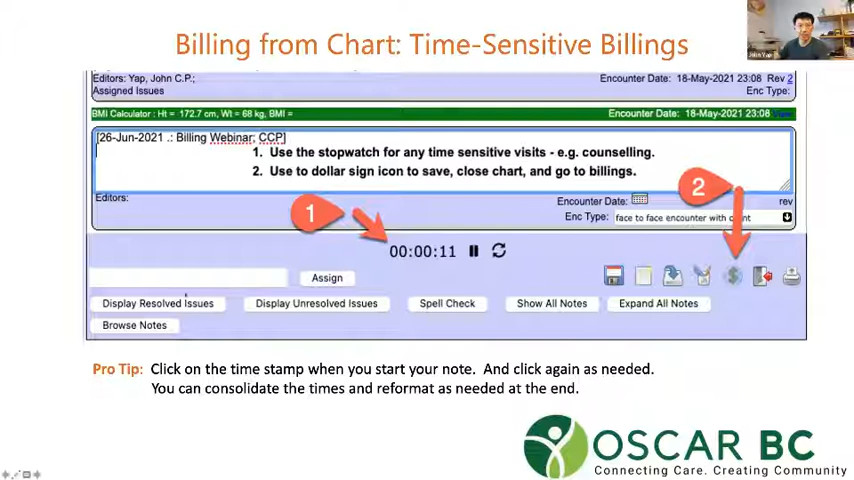 Billing from Chart: Time-Sensitive Billings
John Yap
Editors: Yap, John C.P.;
Encounter Date: 18-May-2021 23:08 Rev 2
Assigned Issues
Enc Type:
BMI Calculator: Ht = 172.7 cm, Wt = 68 kg, BMI =
Encounter Date: 18-May-2021 23:08 View
[26-Jun-2021 .: Billing Webinar; CCP]
1. Use the stopwatch for any time sensitive visits - e.g. counselling.
2. Use to dollar sign icon to save, close chart, and go to billings.
Editors:
Encounter Date:
rev
Enc Type:
face to face encounter with client
1
2
00:00:11
Assign
Display Resolved Issues
Display Unresolved Issues
Spell Check
Show All Notes
Expand All Notes
Browse Notes
Pro Tip: Click on the time stamp when you start your note. And click again as needed.
You can consolidate the times and reformat as needed at the end.
OSCAR BC
Connecting Care. Creating Community